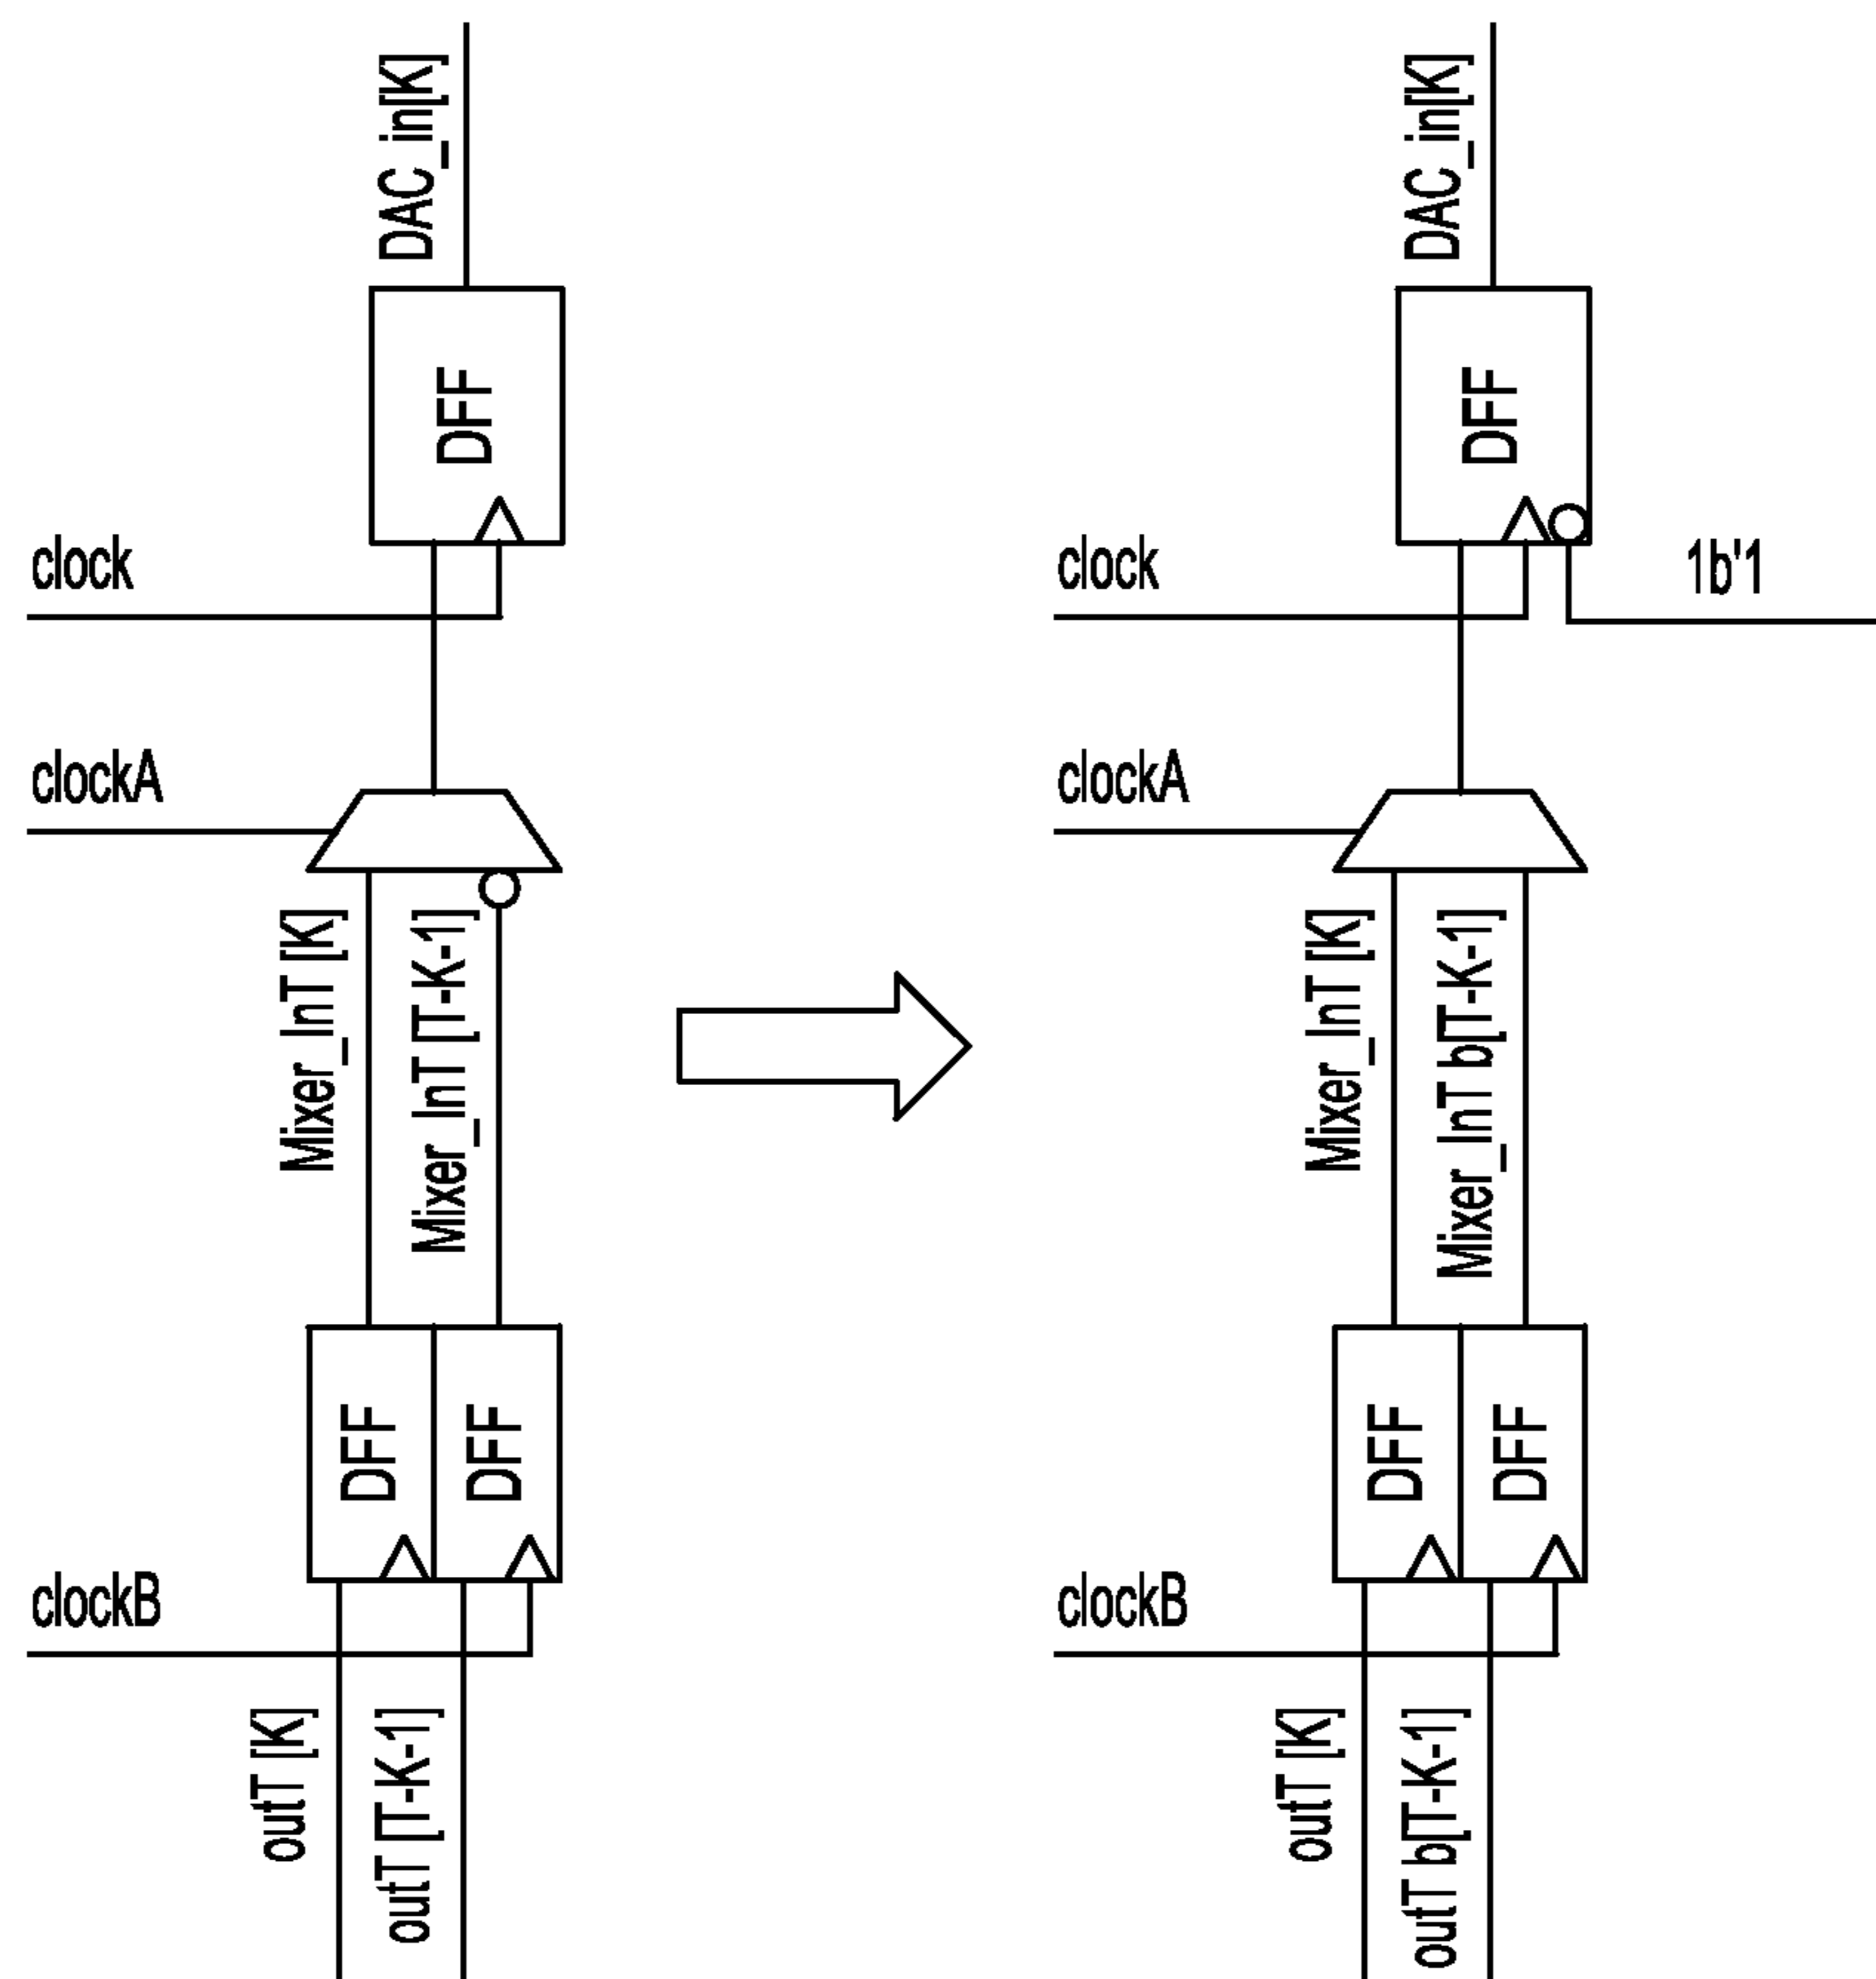 DAC_in[K]
DFF
clock
clockA
Mixer_InT [K]
Mixer_InT [T-K-1]
DFF
DFF
clockB
outT [K]
outT [T-K-1]
DAC_in[K]
DFF
clock
1b'1
clockA
Mixer_InT [K]
Mixer_InT b[T-K-1]
DFF
DFF
clockB
outT [K]
outT b[T-K-1]